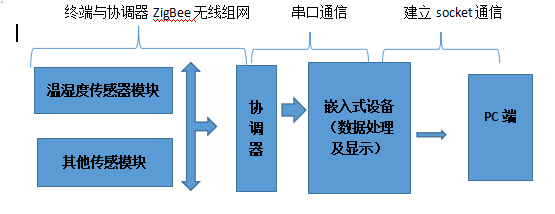 终端与协调器 ZigBee 无线组网
串口通信
建立 socket 通信
温湿度传感器模块
其他传感模块
协
调
器
嵌入式设备
（数据处理
及显示）
PC 端